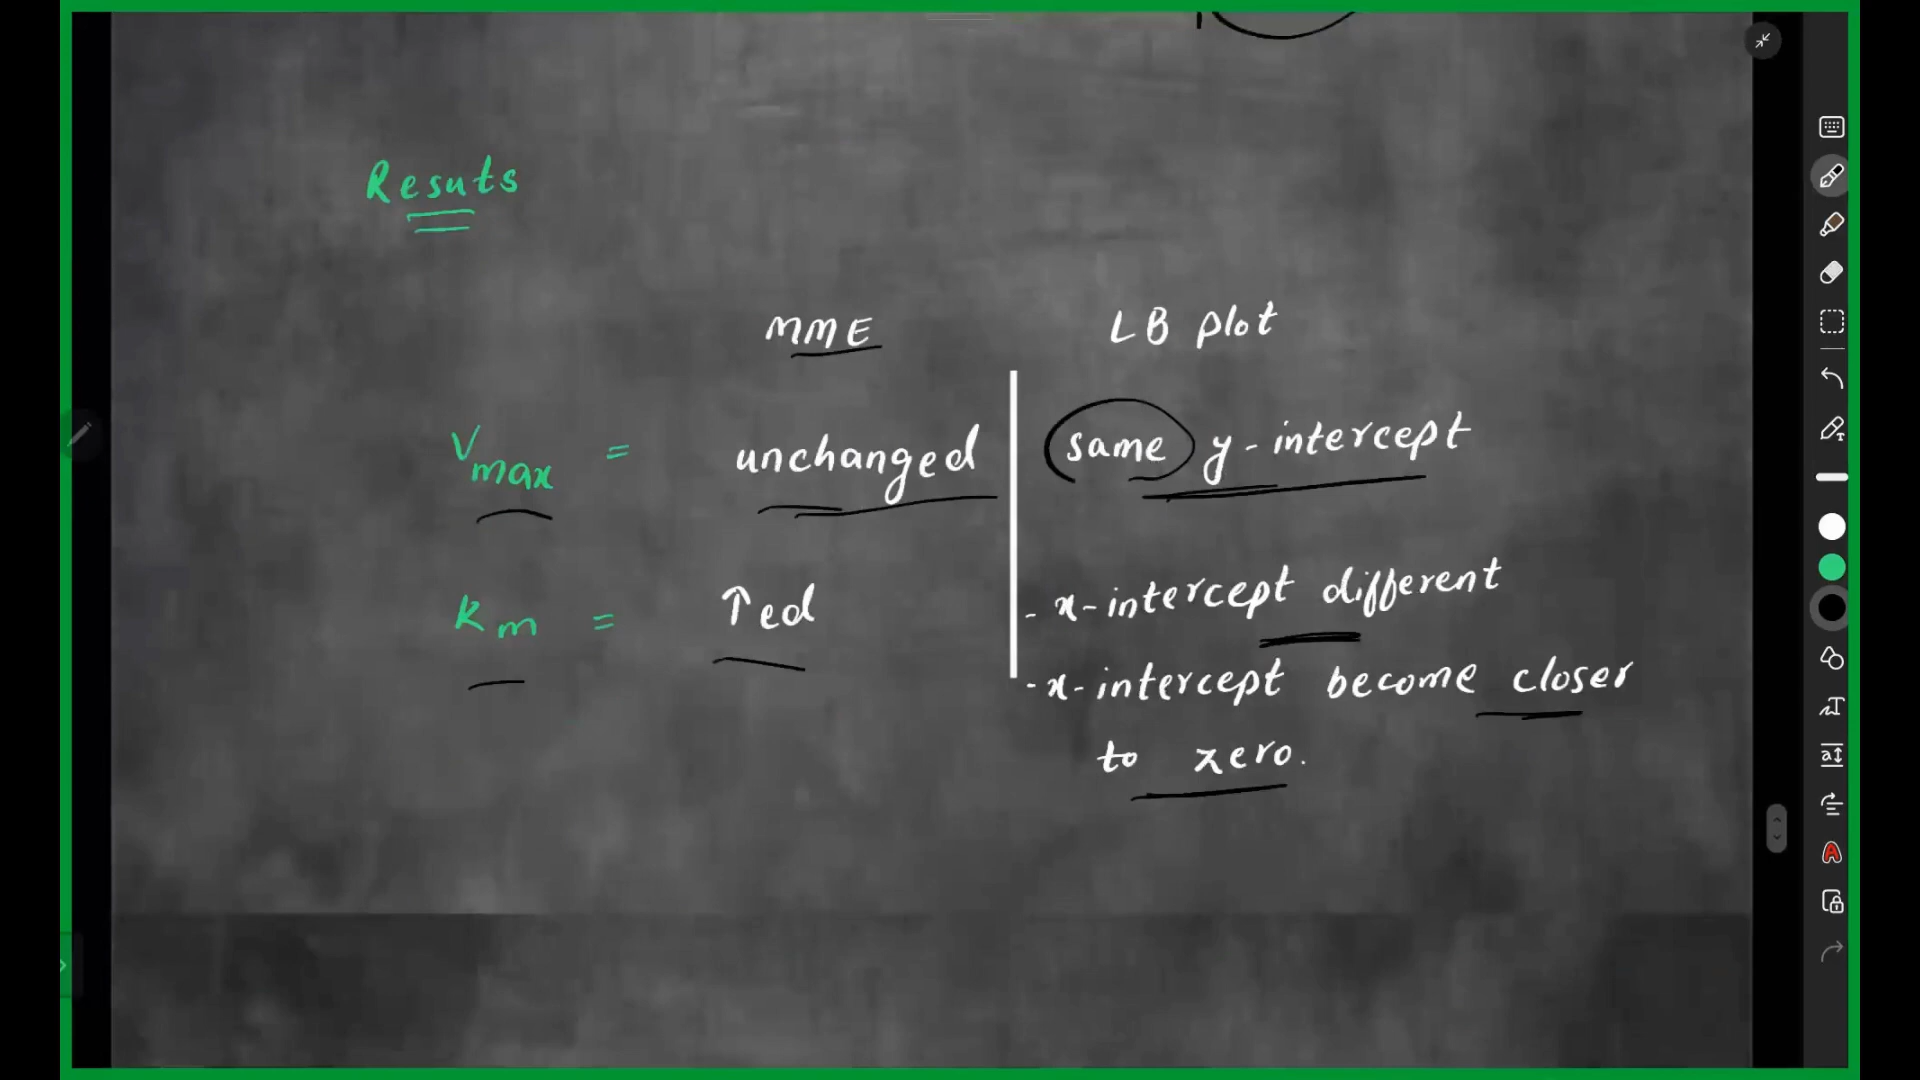 Resuts
MME LB plot
Vmax = unchanged same y-intercept
Km = ↑ed - x-intercept different
- x-intercept become closer
to zero.